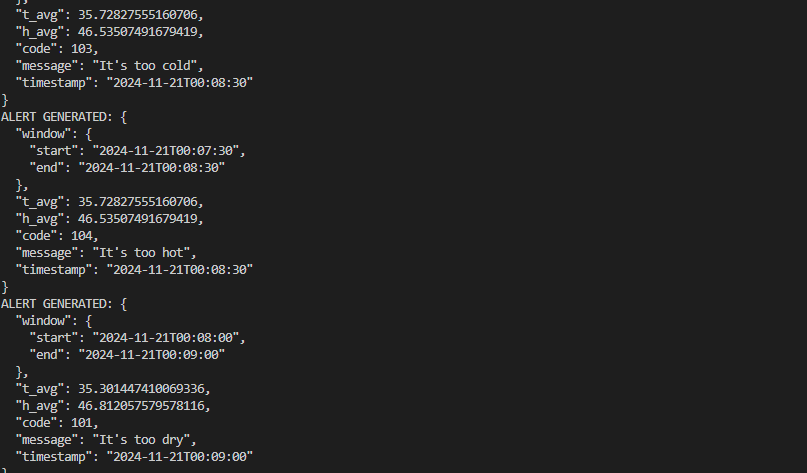 },
"t_avg": 35.72827555160706,
"h_avg": 46.53507491679419,
"code": 103,
"message": "It's too cold",
"timestamp": "2024-11-21T00:08:30"
}
ALERT GENERATED: {
"window": {
"start": "2024-11-21T00:07:30",
"end": "2024-11-21T00:08:30"
},
"t_avg": 35.72827555160706,
"h_avg": 46.53507491679419,
"code": 104,
"message": "It's too hot",
"timestamp": "2024-11-21T00:08:30"
}
ALERT GENERATED: {
"window": {
"start": "2024-11-21T00:08:00",
"end": "2024-11-21T00:09:00"
},
"t_avg": 35.301447410069336,
"h_avg": 46.812057579578116,
"code": 101,
"message": "It's too dry",
"timestamp": "2024-11-21T00:09:00"
}